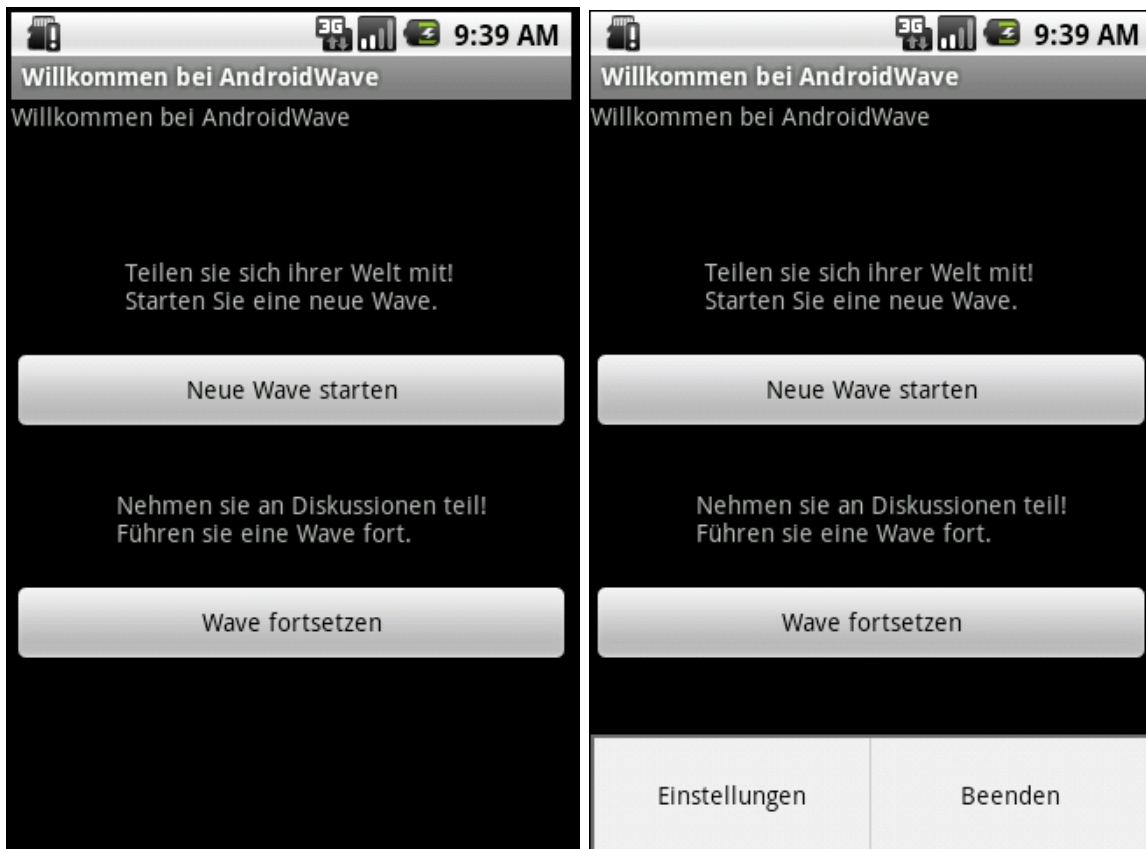 3G 9:39 AM
Willkommen bei AndroidWave
Willkommen bei AndroidWave
Teilen sie sich ihrer Welt mit!
Starten Sie eine neue Wave.
Neue Wave starten
Nehmen sie an Diskussionen teil!
Führen sie eine Wave fort.
Wave fortsetzen
3G 9:39 AM
Willkommen bei AndroidWave
Willkommen bei AndroidWave
Teilen sie sich ihrer Welt mit!
Starten Sie eine neue Wave.
Neue Wave starten
Nehmen sie an Diskussionen teil!
Führen sie eine Wave fort.
Wave fortsetzen
Einstellungen Beenden